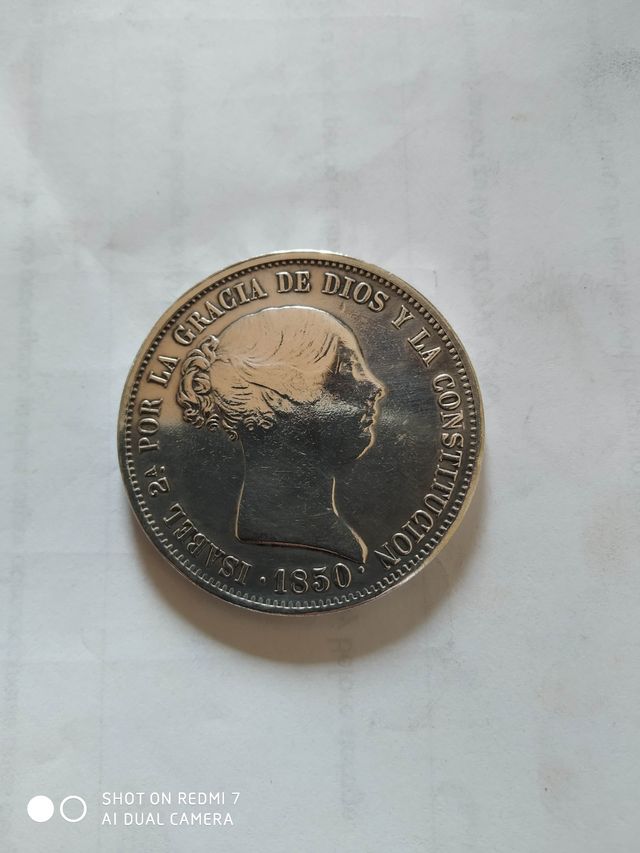 ISABEL 2ª POR LA GRACIA DE DIOS Y LA CONSTITUCION
· 1850 ·
SHOT ON REDMI 7
AI DUAL CAMERA